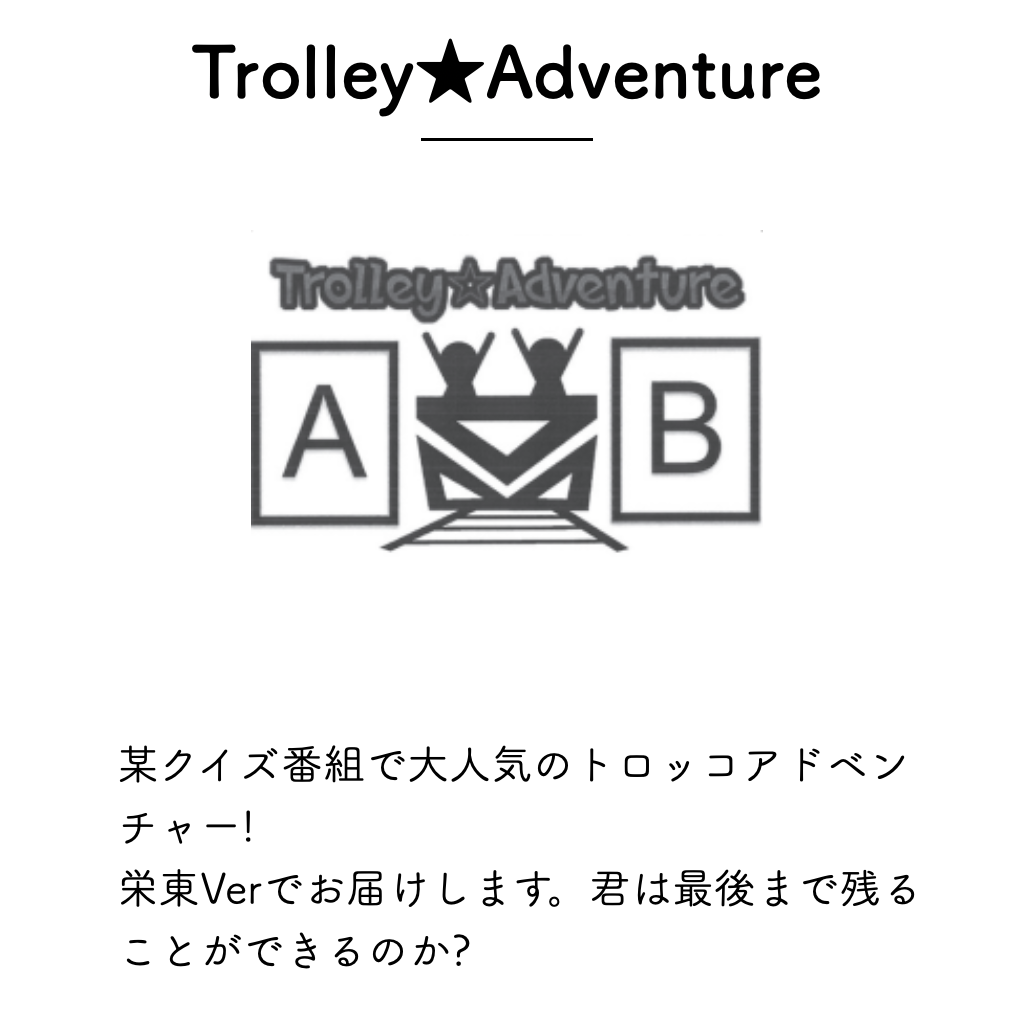 Trolley★Adventure
Trolley☆Adventure
A
B
某クイズ番組で大人気のトロッコアドベン
チャー!
栄東Verでお届けします。君は最後まで残る
ことができるのか?